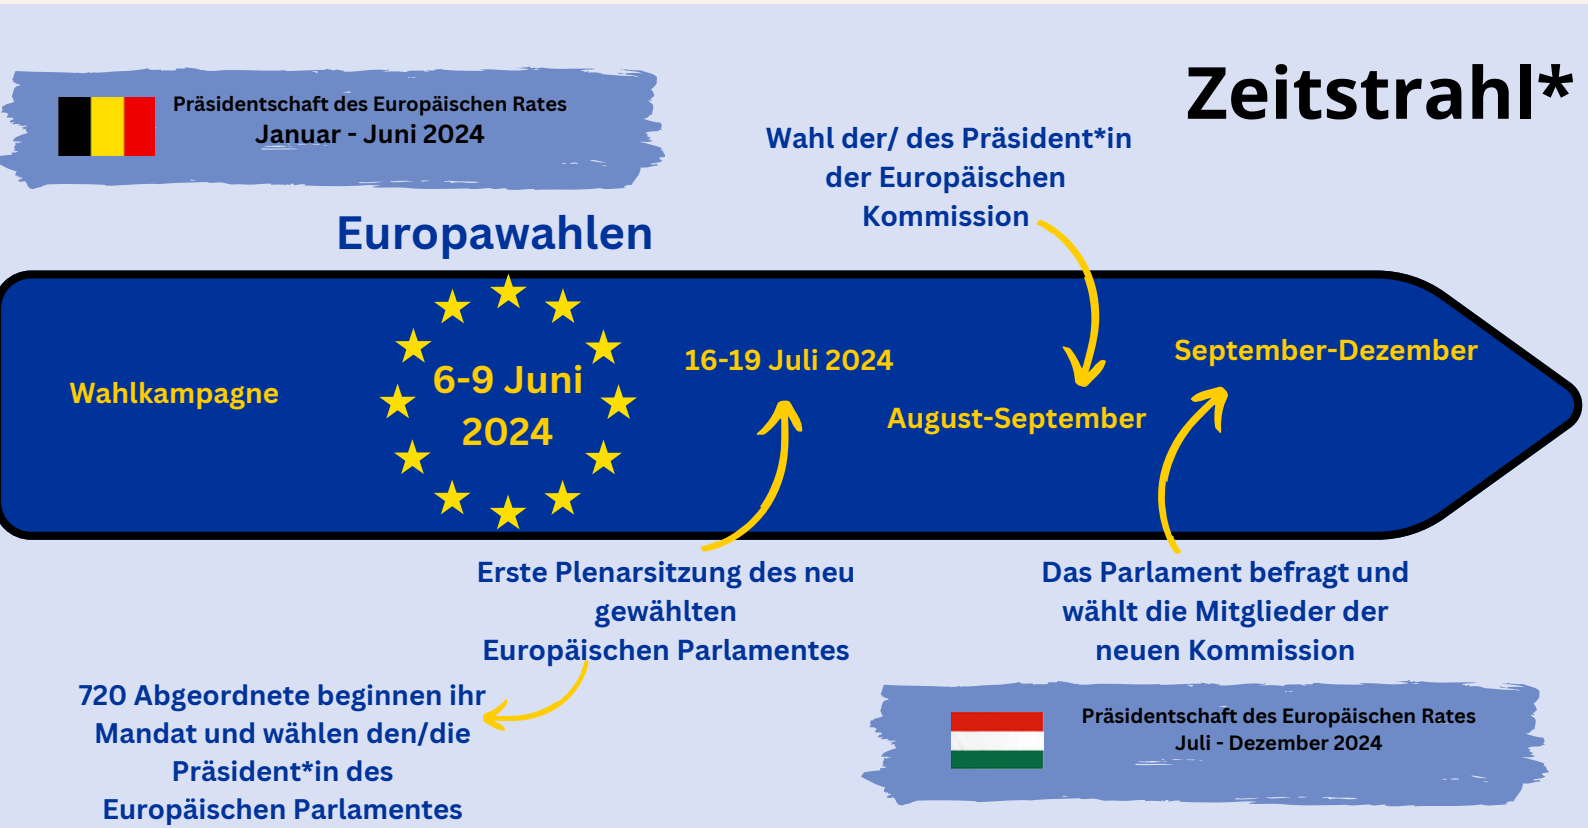 Zeitstrahl*
Präsidentschaft des Europäischen Rates
Januar - Juni 2024
Wahl der/ des Präsident*in
der Europäischen
Kommission
Europawahlen
Wahlkampagne
6-9 Juni
2024
16-19 Juli 2024
August-September
September-Dezember
Erste Plenarsitzung des neu
gewählten
Europäischen Parlamentes
720 Abgeordnete beginnen ihr
Mandat und wählen den/die
Präsident*in des
Europäischen Parlamentes
Das Parlament befragt und
wählt die Mitglieder der
neuen Kommission
Präsidentschaft des Europäischen Rates
Juli - Dezember 2024